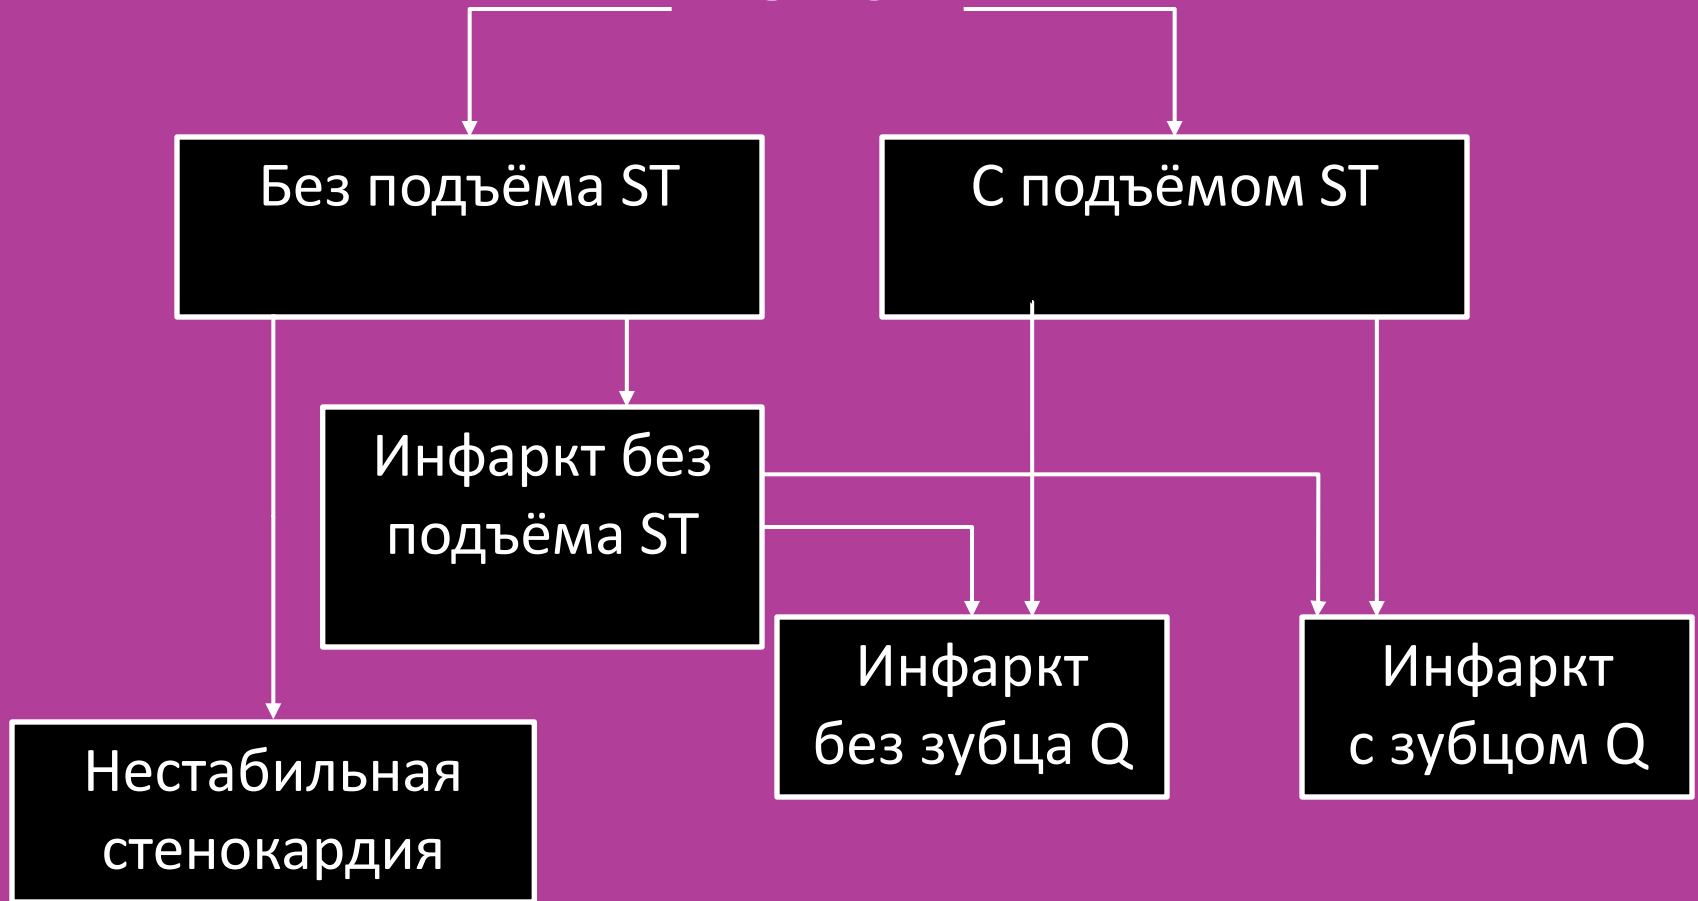 Без подъёма ST
С подъёмом ST
Инфаркт без
подъёма ST
Инфаркт
без зубца Q
Инфаркт
с зубцом Q
Нестабильная
стенокардия